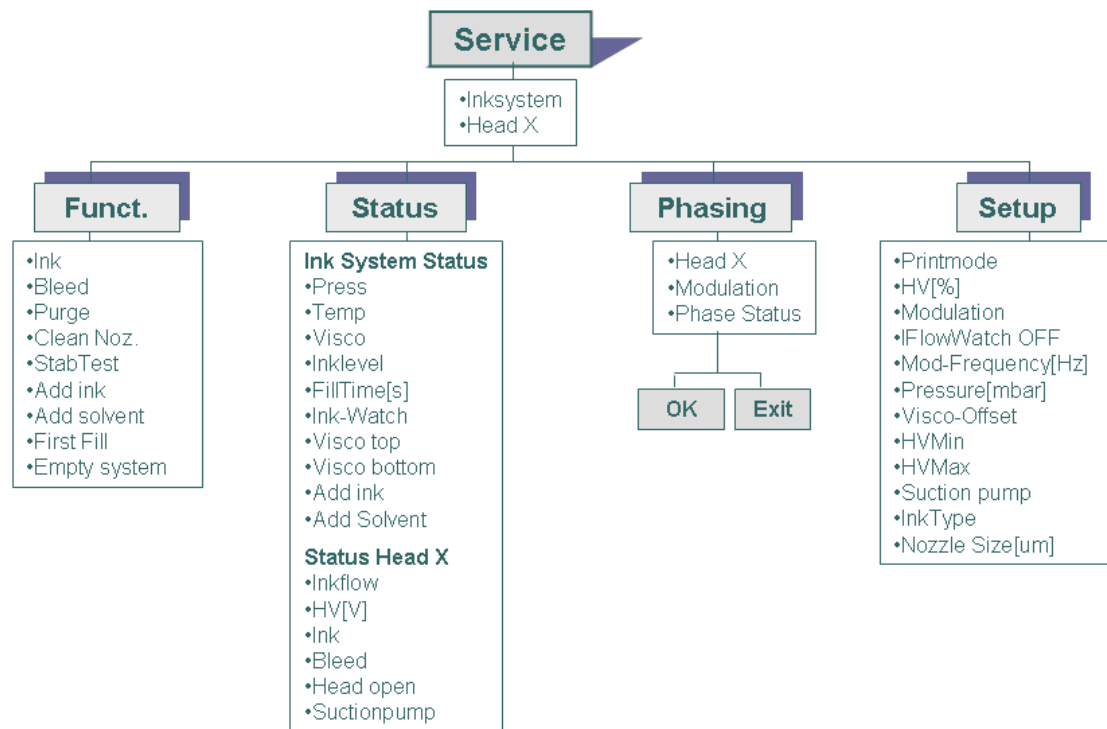 Service
•Inksystem
•Head X
Funct.
•Ink
•Bleed
•Purge
•Clean Noz.
•StabTest
•Add ink
•Add solvent
•First Fill
•Empty system
Status
Ink System Status
•Press
•Temp
•Visco
•Inklevel
•FillTime[s]
•Ink-Watch
•Visco top
•Visco bottom
•Add ink
•Add Solvent
Status Head X
•Inkflow
•HV[V]
•Ink
•Bleed
•Head open
•Suctionpump
Phasing
•Head X
•Modulation
•Phase Status
OK
Exit
Setup
•Printmode
•HV[%]
•Modulation
•IFlowWatch OFF
•Mod-Frequency[Hz]
•Pressure[mbar]
•Visco-Offset
•HVMin
•HVMax
•Suction pump
•InkType
•Nozzle Size[um]